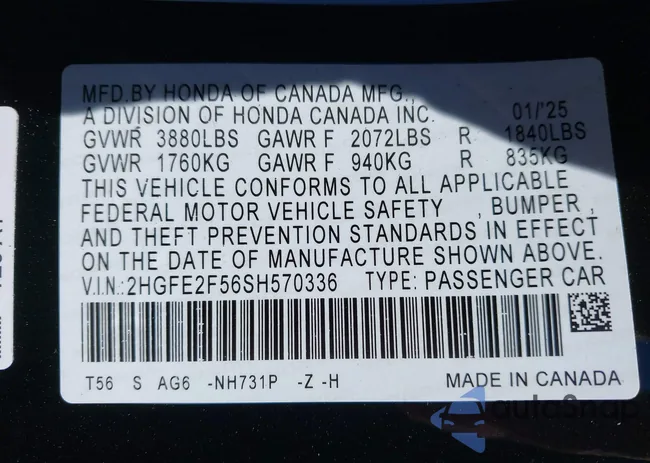 MFD.BY HONDA OF CANADA MFG.,
A DIVISION OF HONDA CANADA INC. 01/'25
GVWR 3880LBS GAWR F 2072LBS R 1840LBS
GVWR 1760KG GAWR F 940KG R 835KG
THIS VEHICLE CONFORMS TO ALL APPLICABLE
FEDERAL MOTOR VEHICLE SAFETY , BUMPER ,
AND THEFT PREVENTION STANDARDS IN EFFECT
ON THE DATE OF MANUFACTURE SHOWN ABOVE.
V.I.N.: 2HGFE2F56SH570336 TYPE: PASSENGER CAR
T56 S AG6 -NH731P -Z -H MADE IN CANADA
autoSnap